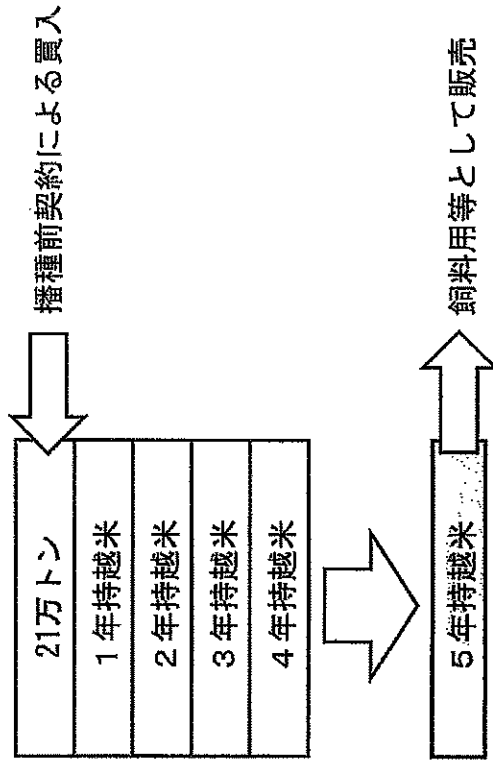 播種前契約による買入
21万トン
１年持越米
２年持越米
３年持越米
４年持越米
５年持越米
飼料用等として販売